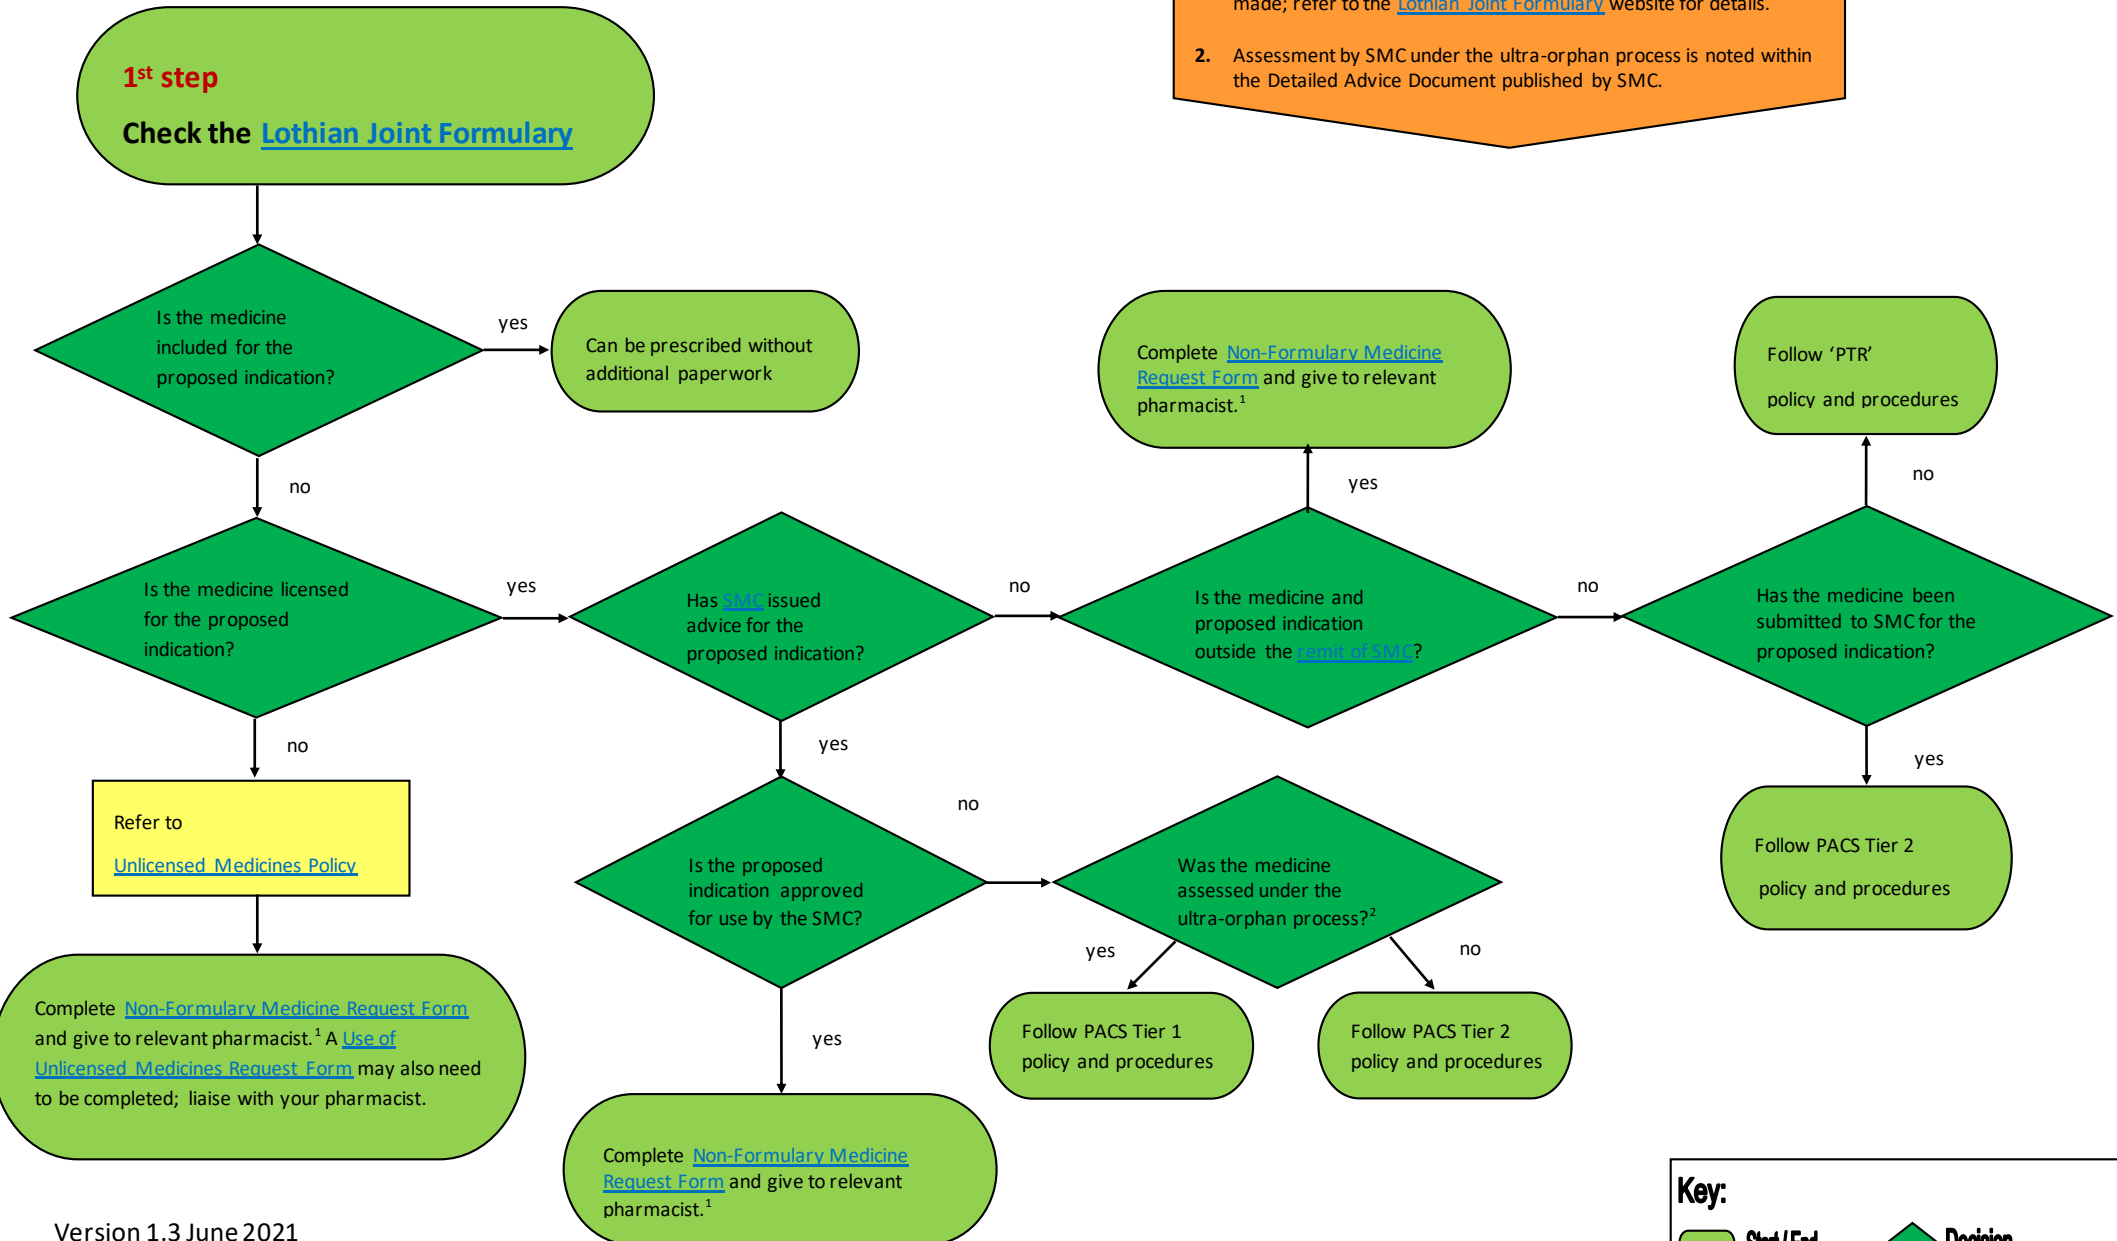 made; refer to the Lothian Joint Formulary website for details.
2. Assessment by SMC under the ultra-orphan process is noted within
the Detailed Advice Document published by SMC.
1st step
Check the Lothian Joint Formulary
Is the medicine
included for the
proposed indication?
yes
Can be prescribed without
additional paperwork
Complete Non-Formulary Medicine
Request Form and give to relevant
pharmacist.1
Follow ‘PTR’
policy and procedures
no
yes
no
Is the medicine licensed
for the proposed
indication?
yes
Has SMC issued
advice for the
proposed indication?
no
Is the medicine and
proposed indication
outside the remit of SMC?
no
Has the medicine been
submitted to SMC for the
proposed indication?
no
yes
yes
Refer to
Unlicensed Medicines Policy
Is the proposed
indication approved
for use by the SMC?
no
Was the medicine
assessed under the
ultra-orphan process?2
Follow PACS Tier 2
policy and procedures
yes
no
Complete Non-Formulary Medicine Request Form
and give to relevant pharmacist.1 A Use of
Unlicensed Medicines Request Form may also need
to be completed; liaise with your pharmacist.
yes
Follow PACS Tier 1
policy and procedures
Follow PACS Tier 2
policy and procedures
Complete Non-Formulary Medicine
Request Form and give to relevant
pharmacist.1
Key:
Start / End
Decision
Version 1.3 June 2021